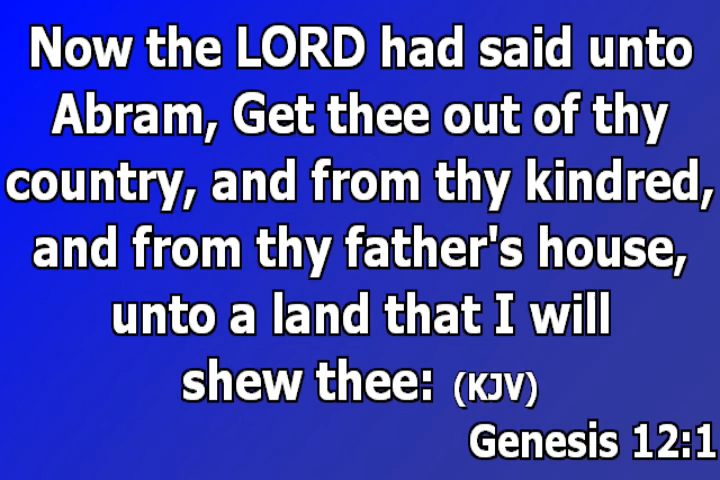 Now the LORD had said unto
Abram, Get thee out of thy
country, and from thy kindred,
and from thy father's house,
unto a land that I will
shew thee: (KJV)
Genesis 12:1